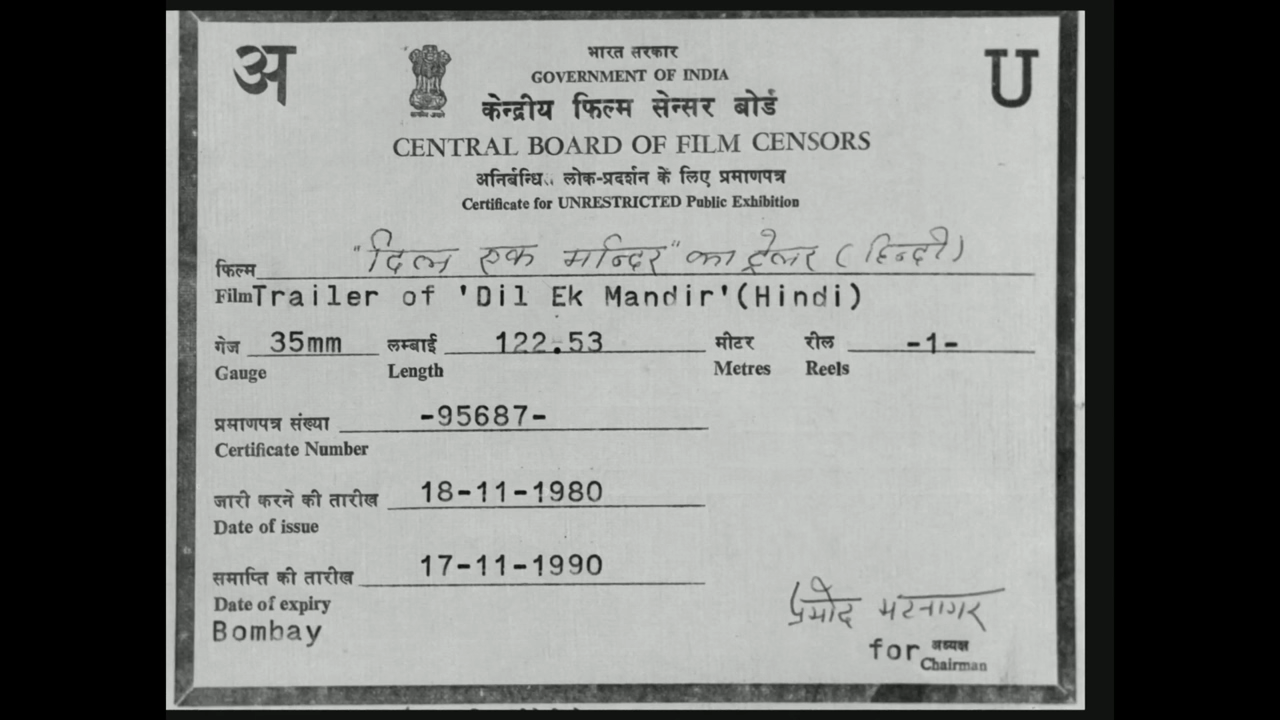 अ
U
भारत सरकार
GOVERNMENT OF INDIA
केन्द्रीय फिल्म सेन्सर बोर्ड
CENTRAL BOARD OF FILM CENSORS
अनिर्बन्धि.. लोक-प्रदर्शन के लिए प्रमाणपत्र
Certificate for UNRESTRICTED Public Exhibition
फिल्म "दिल एक मन्दिर" का ट्रेलर (हिन्दी)
Film Trailer of 'Dil Ek Mandir'(Hindi)
गेज 35mm लम्बाई 122.53 मीटर रील -1-
Gauge Length Metres Reels
प्रमाणपत्र संख्या -95687-
Certificate Number
जारी करने की तारीख 18-11-1980
Date of issue
समाप्ति की तारीख 17-11-1990
Date of expiry
Bombay
प्रमोद भटनागर
for अध्यक्ष
Chairman